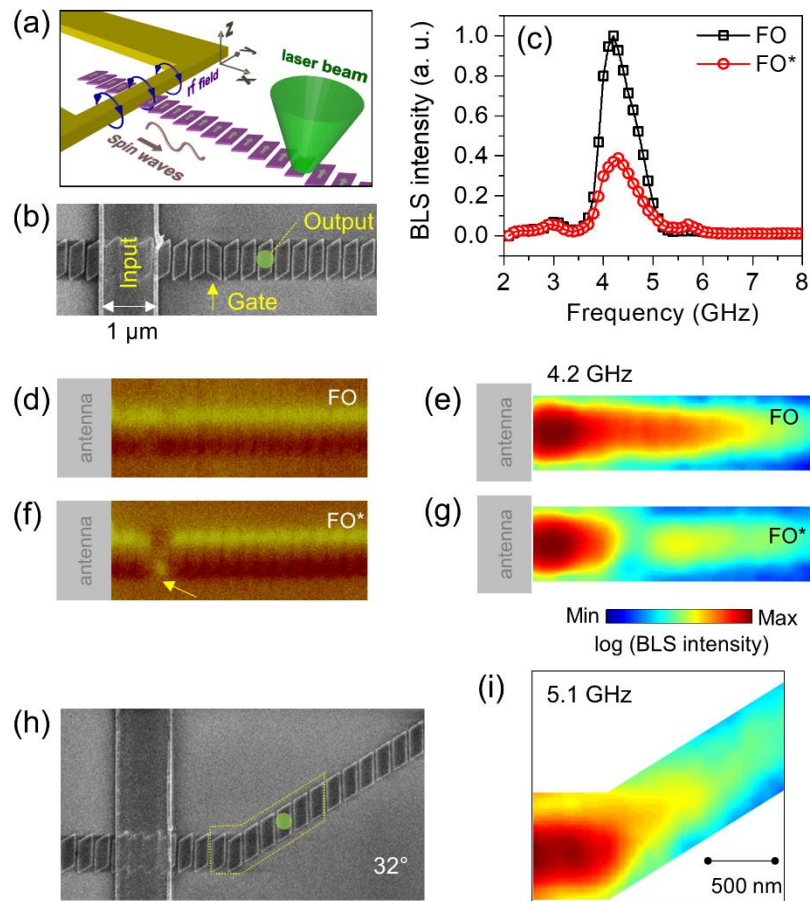 (a)
z
y
x
rf field
laser beam
Spin waves
(b)
Input
Output
Gate
1 µm
(c)
FO
FO*
BLS intensity (a. u.)
1.0
0.8
0.6
0.4
0.2
0.0
2 3 4 5 6 7 8
Frequency (GHz)
(d)
antenna
FO
4.2 GHz
(e)
antenna
FO
(f)
antenna
FO*
(g)
antenna
FO*
Min Max
log (BLS intensity)
(h)
32°
(i)
5.1 GHz
500 nm